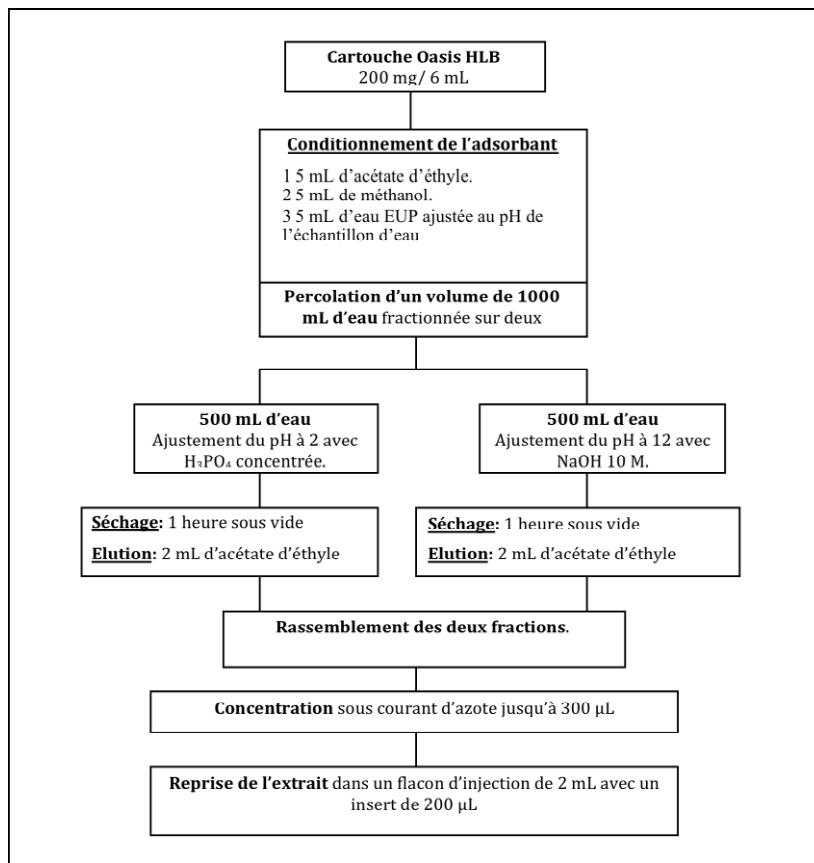 Cartouche Oasis HLB
200 mg/ 6 mL
Conditionnement de l'adsorbant
1 5 mL d'acétate d'éthyle.
2 5 mL de méthanol.
3 5 mL d'eau EUP ajustée au pH de
l'échantillon d'eau
Percolation d'un volume de 1000
mL d'eau fractionnée sur deux
500 mL d'eau
Ajustement du pH à 2 avec
H₃PO₄ concentrée.
500 mL d'eau
Ajustement du pH à 12 avec
NaOH 10 M.
Séchage: 1 heure sous vide
Elution: 2 mL d'acétate d'éthyle
Séchage: 1 heure sous vide
Elution: 2 mL d'acétate d'éthyle
Rassemblement des deux fractions.
Concentration sous courant d'azote jusqu'à 300 µL
Reprise de l'extrait dans un flacon d'injection de 2 mL avec un
insert de 200 µL